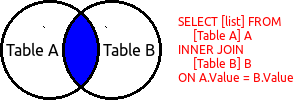 Table A
Table B
SELECT [list] FROM
[Table A] A
INNER JOIN
[Table B] B
ON A.Value = B.Value